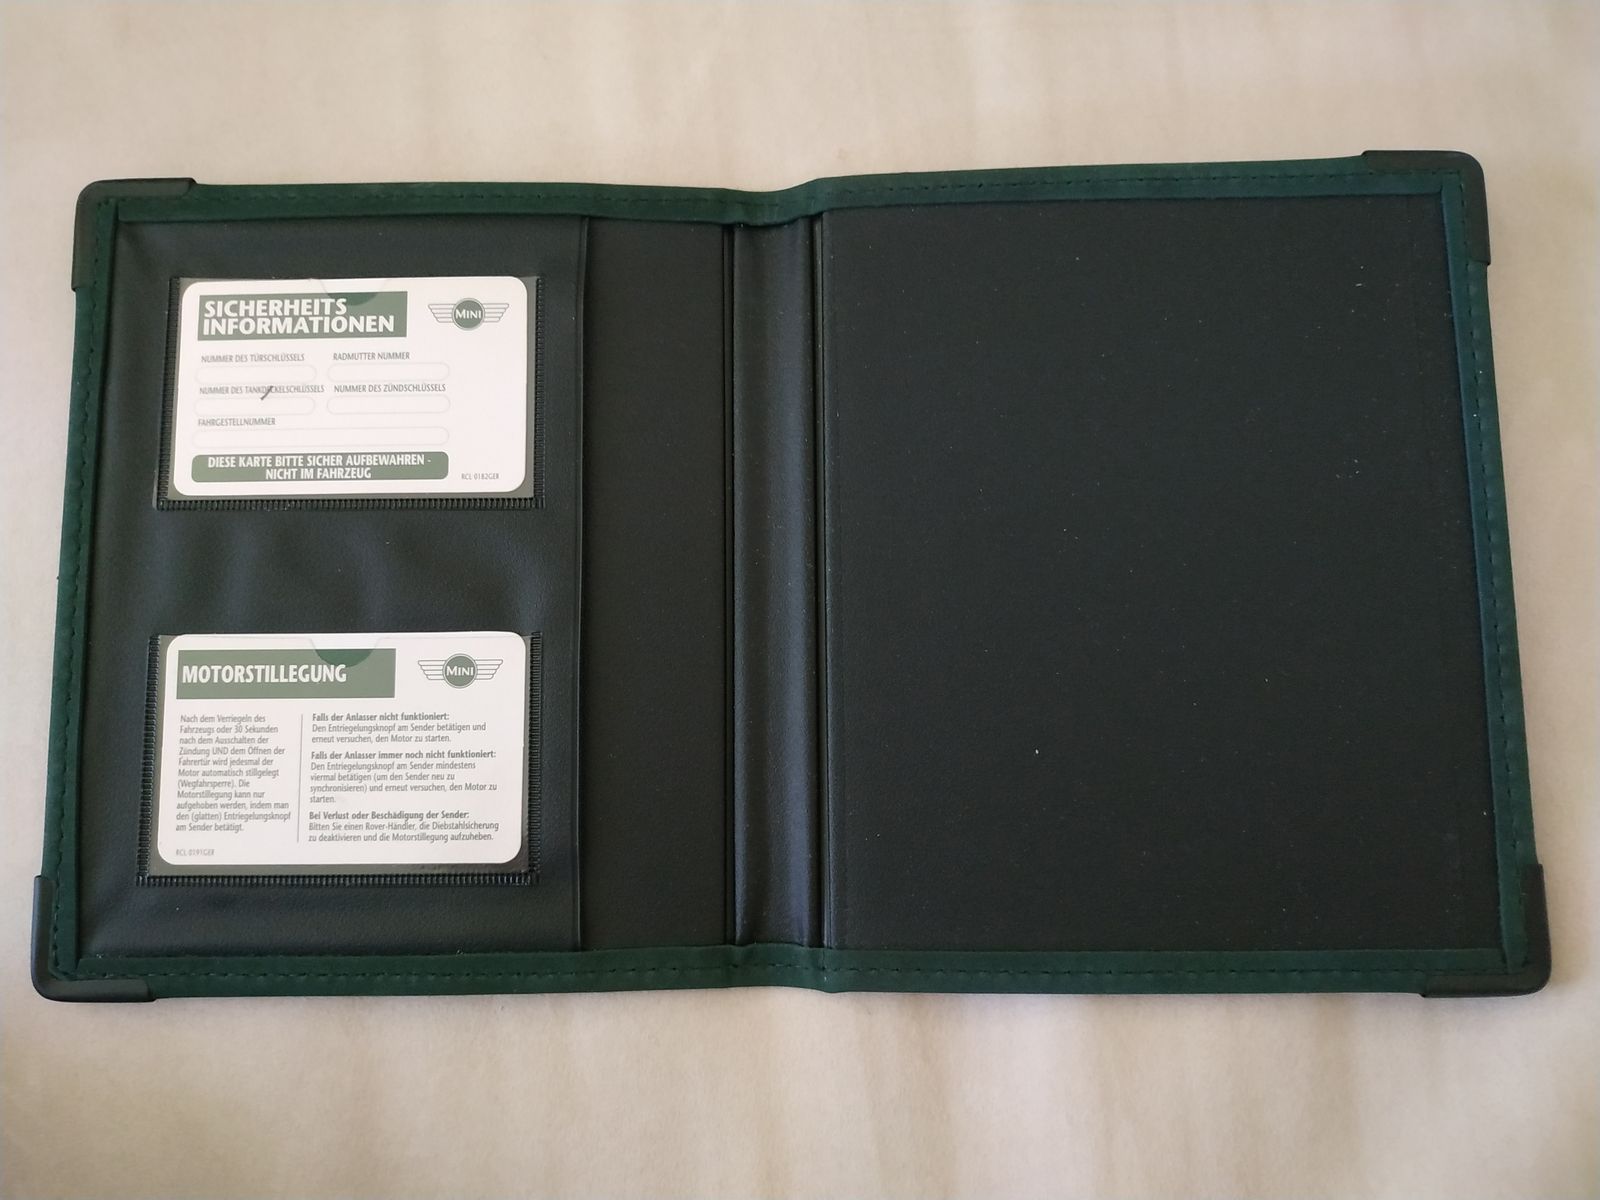 SICHERHEITS
INFORMATIONEN
MINI
NUMMER DES TÜRSCHLÜSSELS
RADMUTTER NUMMER
NUMMER DES TANKDECKELSCHLÜSSELS
NUMMER DES ZÜNDSCHLÜSSELS
FAHRGESTELLNUMMER
DIESE KARTE BITTE SICHER AUFBEWAHREN -
NICHT IM FAHRZEUG
RCL 0182GER
MOTORSTILLEGUNG
MINI
Nach dem Verriegeln des
Fahrzeugs oder 30 Sekunden
nach dem Ausschalten der
Zündung UND dem Öffnen der
Fahrertür wird jedesmal der
Motor automatisch stillgelegt
(Wegfahrsperre). Die
Motorstillegung kann nur
aufgehoben werden, indem man
den (glatten) Entriegelungsknopf
am Sender betätigt.
RCL 0191GER
Falls der Anlasser nicht funktioniert:
Den Entriegelungsknopf am Sender betätigen und
erneut versuchen, den Motor zu starten.
Falls der Anlasser immer noch nicht funktioniert:
Den Entriegelungsknopf am Sender mindestens
viermal betätigen (um den Sender neu zu
synchronisieren) und erneut versuchen, den Motor zu
starten.
Bei Verlust oder Beschädigung der Sender:
Bitten Sie einen Rover-Händler, die Diebstahlsicherung
zu deaktivieren und die Motorstillegung aufzuheben.